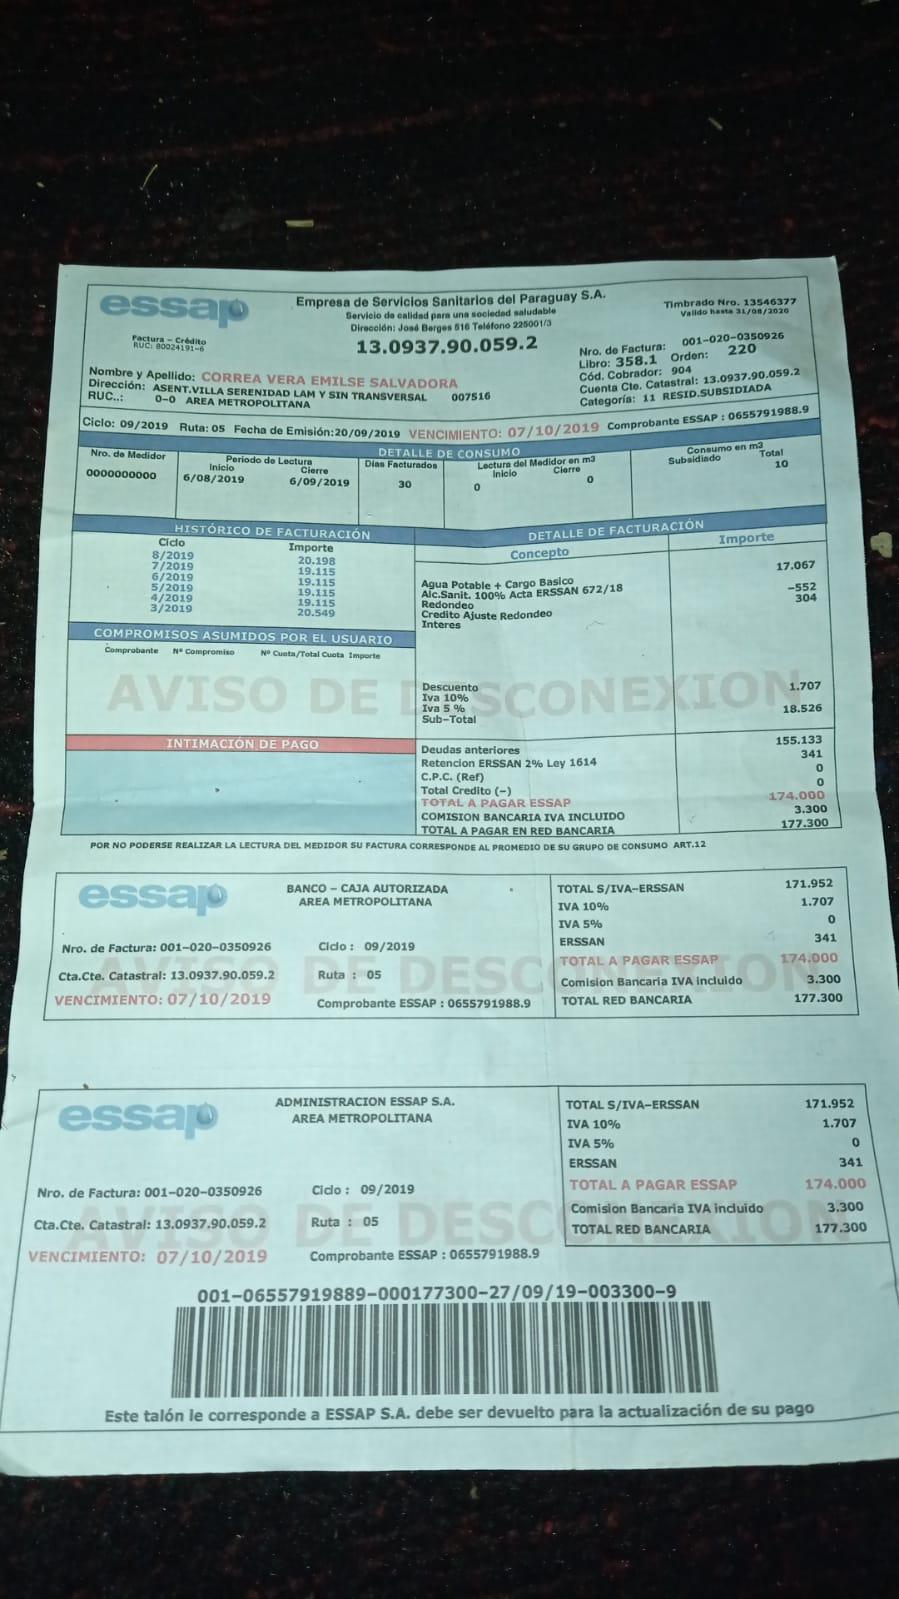 essap
Empresa de Servicios Sanitarios del Paraguay S.A.
Servicio de calidad para una sociedad saludable
Dirección: José Berges 516 Teléfono 225001/3
Timbrado Nro. 13546377
Valido hasta 31/08/2020
Factura - Crédito
RUC: 80024191-6
13.0937.90.059.2
Nro. de Factura: 001-020-0350926
Libro: 358.1 Orden: 220
Cód. Cobrador: 904
Cuenta Cte. Catastral: 13.0937.90.059.2
Categoría: 11 RESID.SUBSIDIADA
Nombre y Apellido: CORREA VERA EMILSE SALVADORA
Dirección: ASENT.VILLA SERENIDAD LAM Y SIN TRANSVERSAL 007516
RUC..: 0-0 AREA METROPOLITANA
Ciclo: 09/2019 Ruta: 05 Fecha de Emisión:20/09/2019 VENCIMIENTO: 07/10/2019 Comprobante ESSAP : 0655791988.9
DETALLE DE CONSUMO
Nro. de Medidor Periodo de Lectura Días Facturados Lectura del Medidor en m3 Consumo en m3
Inicio Cierre Inicio Cierre Subsidiado Total
0000000000 6/08/2019 6/09/2019 30 0 0 10
HISTÓRICO DE FACTURACIÓN
Ciclo Importe
8/2019 20.198
7/2019 19.115
6/2019 19.115
5/2019 19.115
4/2019 19.115
3/2019 20.549
COMPROMISOS ASUMIDOS POR EL USUARIO
Comprobante Nº Compromiso Nº Cuota/Total Cuota Importe
DETALLE DE FACTURACIÓN
Concepto Importe
Agua Potable + Cargo Basico 17.067
Alc.Sanit. 100% Acta ERSSAN 672/18
Redondeo -552
Credito Ajuste Redondeo 304
Interes
AVISO DE DESCONEXION
Descuento
Iva 10% 1.707
Iva 5 %
Sub-Total 18.526
INTIMACIÓN DE PAGO
Deudas anteriores 155.133
Retencion ERSSAN 2% Ley 1614 341
C.P.C. (Ref) 0
Total Credito (-) 0
TOTAL A PAGAR ESSAP 174.000
COMISION BANCARIA IVA INCLUIDO 3.300
TOTAL A PAGAR EN RED BANCARIA 177.300
POR NO PODERSE REALIZAR LA LECTURA DEL MEDIDOR SU FACTURA CORRESPONDE AL PROMEDIO DE SU GRUPO DE CONSUMO ART.12
essap
BANCO - CAJA AUTORIZADA
AREA METROPOLITANA
Nro. de Factura: 001-020-0350926 Ciclo : 09/2019
Cta.Cte. Catastral: 13.0937.90.059.2 Ruta : 05
VENCIMIENTO: 07/10/2019 Comprobante ESSAP : 0655791988.9
AVISO DE DESCONEXION
TOTAL S/IVA-ERSSAN 171.952
IVA 10% 1.707
IVA 5% 0
ERSSAN 341
TOTAL A PAGAR ESSAP 174.000
Comision Bancaria IVA incluido 3.300
TOTAL RED BANCARIA 177.300
essap
ADMINISTRACION ESSAP S.A.
AREA METROPOLITANA
Nro. de Factura: 001-020-0350926 Ciclo : 09/2019
Cta.Cte. Catastral: 13.0937.90.059.2 Ruta : 05
VENCIMIENTO: 07/10/2019 Comprobante ESSAP : 0655791988.9
AVISO DE DESCONEXION
TOTAL S/IVA-ERSSAN 171.952
IVA 10% 1.707
IVA 5% 0
ERSSAN 341
TOTAL A PAGAR ESSAP 174.000
Comision Bancaria IVA incluido 3.300
TOTAL RED BANCARIA 177.300
001-06557919889-000177300-27/09/19-003300-9
Este talón le corresponde a ESSAP S.A. debe ser devuelto para la actualización de su pago